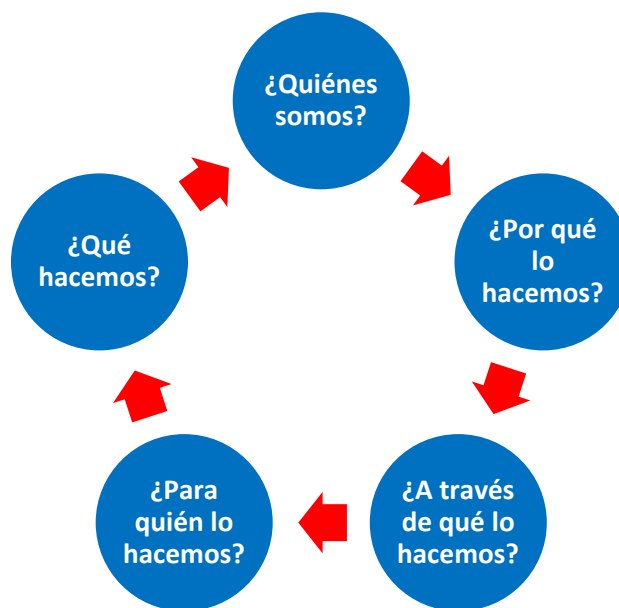 ¿Quiénes
somos?
¿Por qué
lo
hacemos?
¿A través
de qué lo
hacemos?
¿Para
quién lo
hacemos?
¿Qué
hacemos?